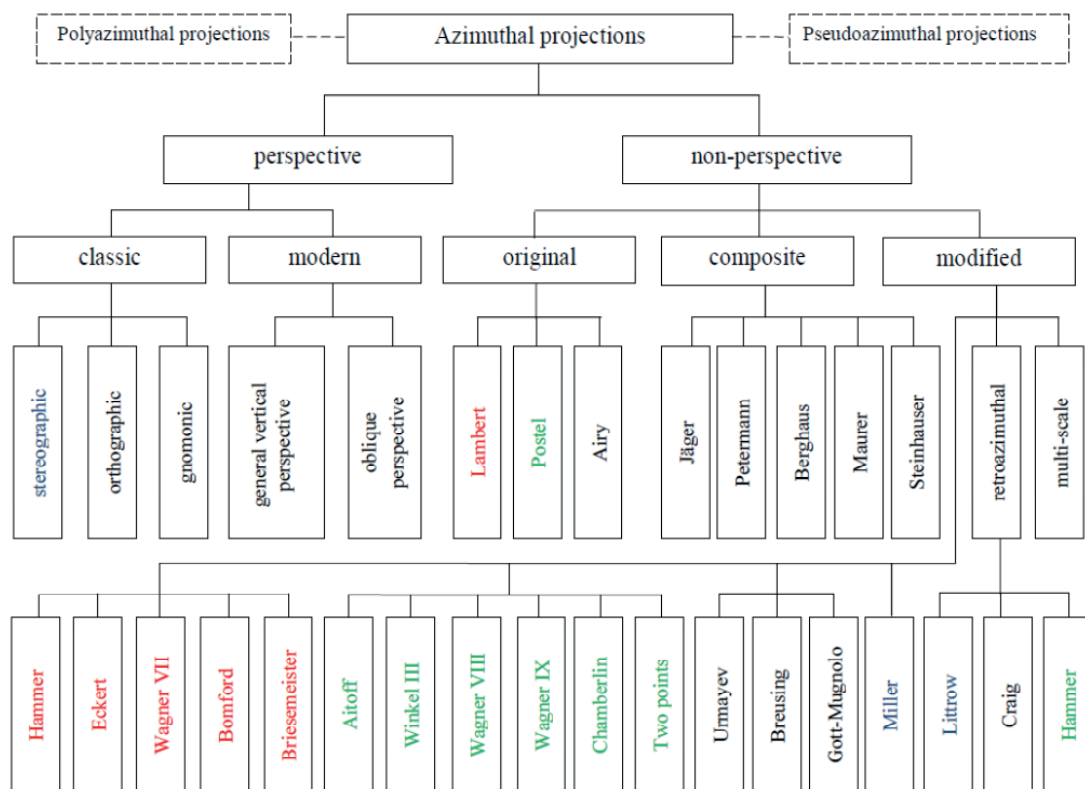 Polyazimuthal projections
Azimuthal projections
Pseudoazimuthal projections
perspective
non-perspective
classic
modern
original
composite
modified
stereographic
orthographic
gnomonic
general vertical
perspective
oblique
perspective
Lambert
Postel
Airy
Jäger
Petermann
Berghaus
Maurer
Steinhauser
retroazimuthal
multi-scale
Hammer
Eckert
Wagner VII
Bomford
Briesemeister
Aitoff
Winkel III
Wagner VIII
Wagner IX
Chamberlin
Two points
Urmayev
Breusing
Gott-Mugnolo
Miller
Littrow
Craig
Hammer